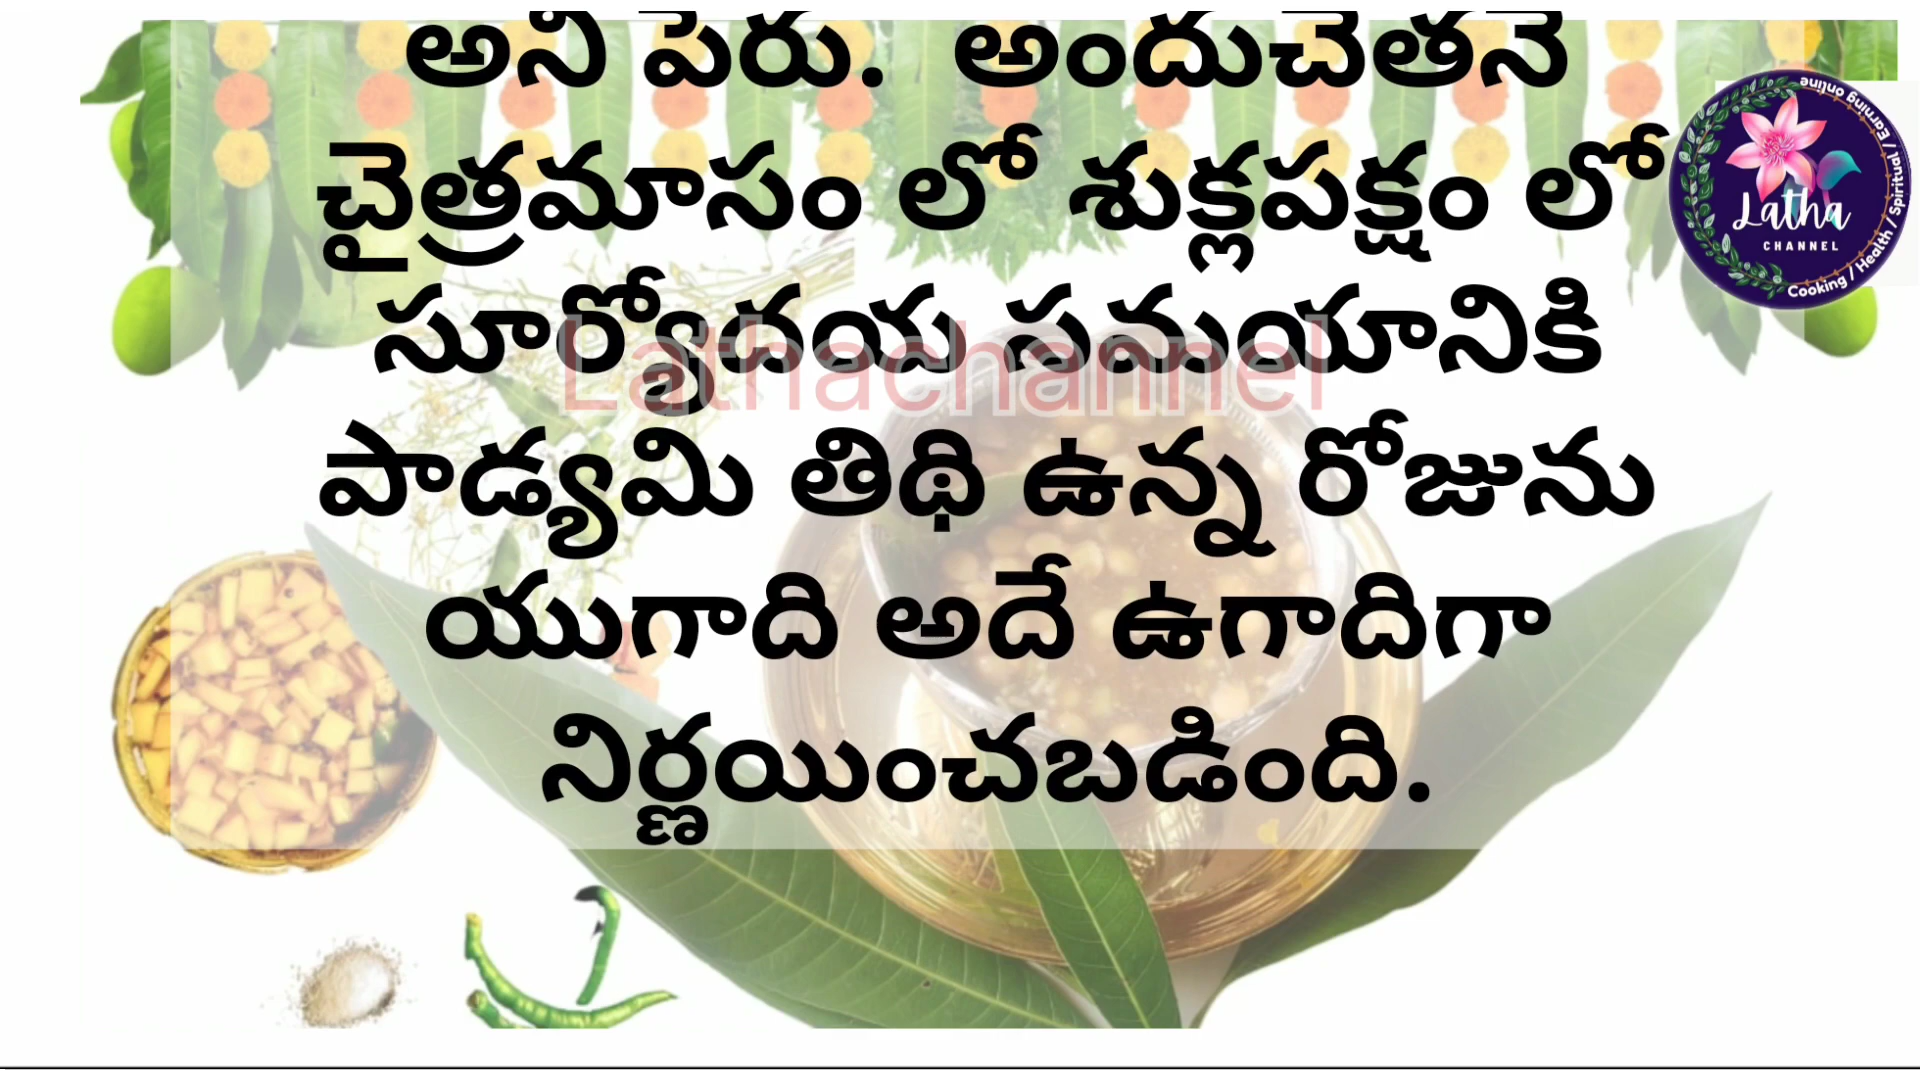 అని పేరు. అందుచేతనే
చైత్రమాసం లో శుక్లపక్షం లో
సూర్యోదయ సమయానికి
పాడ్యమి తిథి ఉన్న రోజును
యుగాది అదే ఉగాదిగా
నిర్ణయించబడింది.
Lathachannel
Latha
CHANNEL
Cooking / Health / Spiritual / Earning online